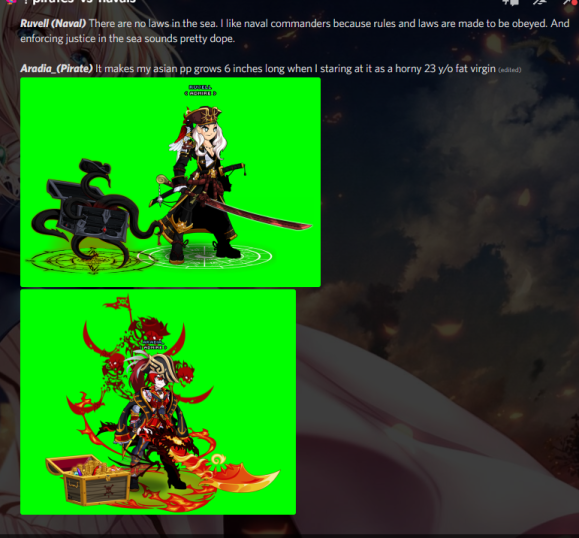 pirates-vs-navals
Ruvell (Naval) There are no laws in the sea. I like naval commanders because rules and laws are made to be obeyed. And
enforcing justice in the sea sounds pretty dope.
Aradia_(Pirate) It makes my asian pp grows 6 inches long when I staring at it as a horny 23 y/o fat virgin (edited)
RUVELL